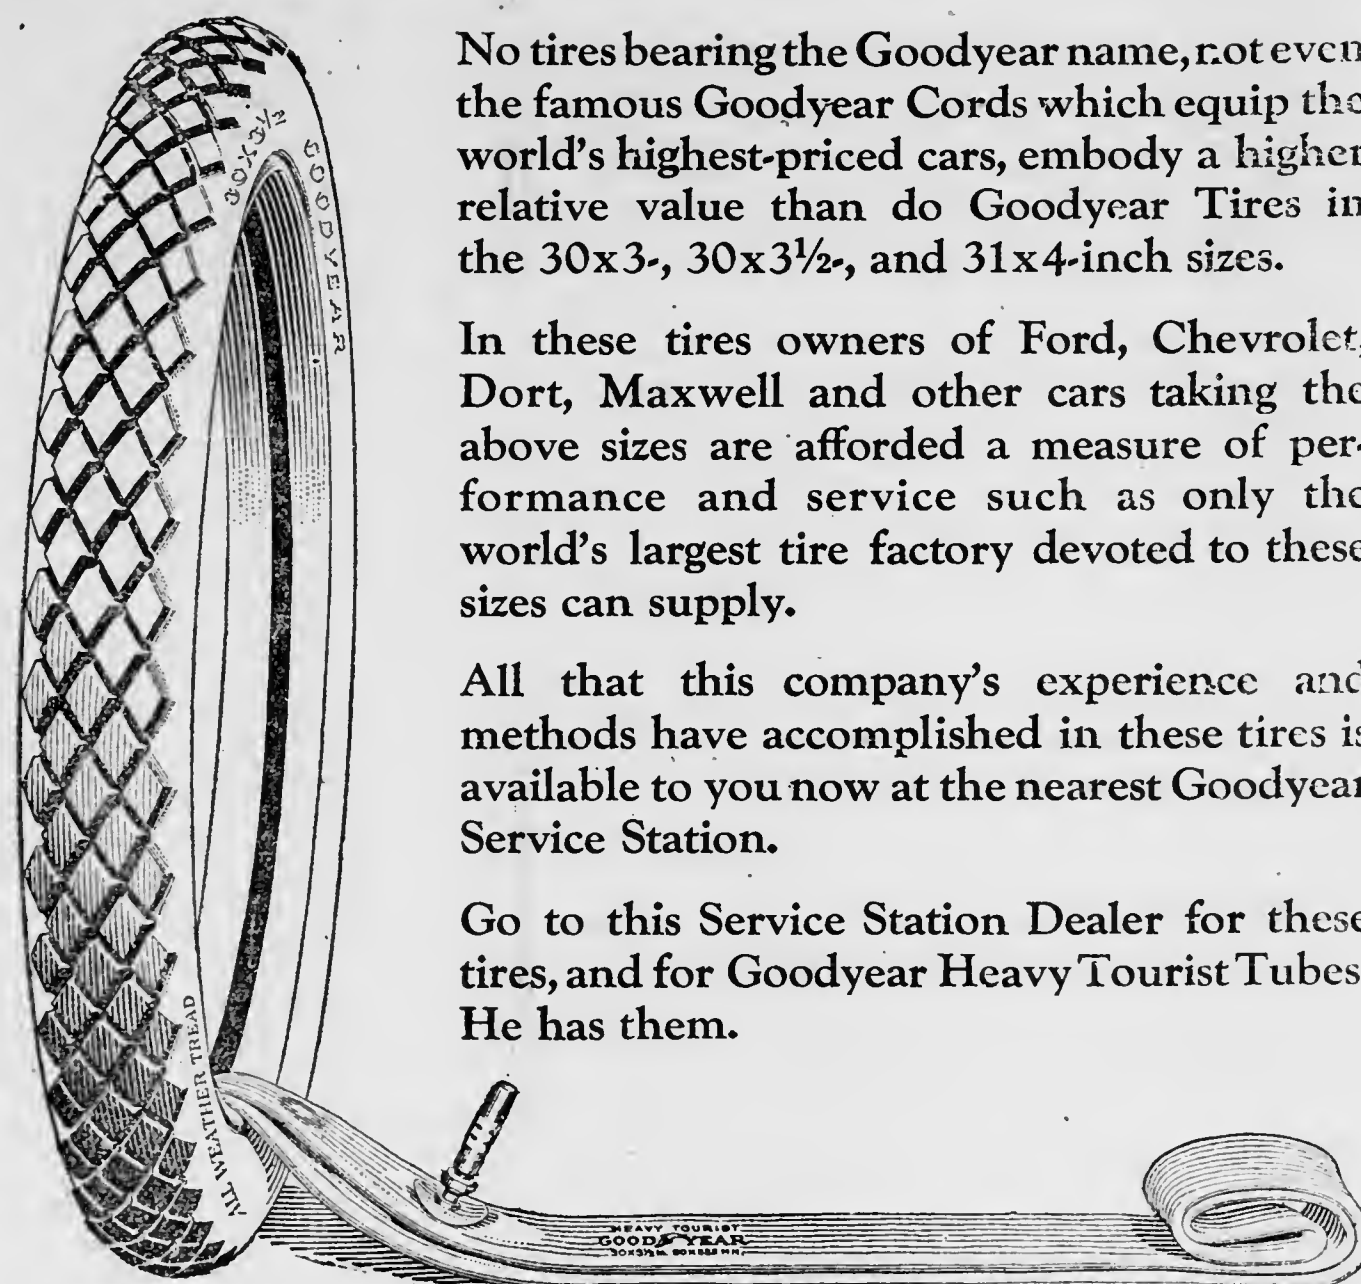 No tires bearing the Goodyear name, not even
the famous Goodyear Cords which equip the
world's highest-priced cars, embody a higher
relative value than do Goodyear Tires in
the 30x3-, 30x3½-, and 31x4-inch sizes.
In these tires owners of Ford, Chevrolet,
Dort, Maxwell and other cars taking the
above sizes are afforded a measure of per-
formance and service such as only the
world's largest tire factory devoted to these
sizes can supply.
All that this company's experience and
methods have accomplished in these tires is
available to you now at the nearest Goodyear
Service Station.
Go to this Service Station Dealer for these
tires, and for Goodyear Heavy Tourist Tubes.
He has them.
30X3½ GOODYEAR
ALL WEATHER TREAD
HEAVY TOURIST
GOODYEAR